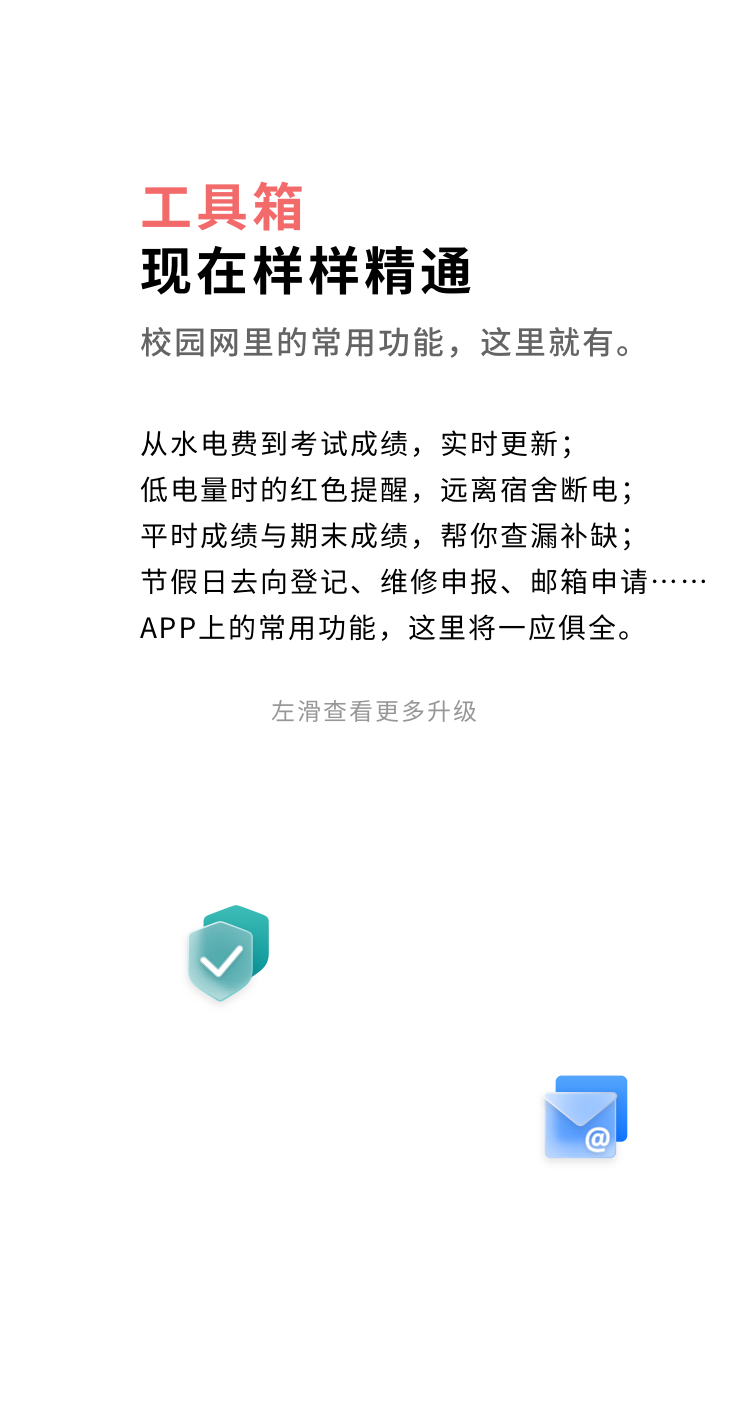 工具箱
现在样样精通
校园网里的常用功能，这里就有。
从水电费到考试成绩，实时更新；
低电量时的红色提醒，远离宿舍断电；
平时成绩与期末成绩，帮你查漏补缺；
节假日去向登记、维修申报、邮箱申请……
APP上的常用功能，这里将一应俱全。
左滑查看更多升级
@